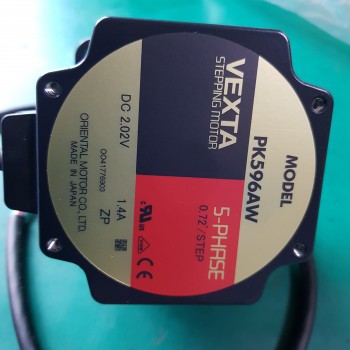 MODEL
PK596AW
VEXTA
STEPPING MOTOR
5-PHASE
0.72°/STEP
DC 2.02V
1.4A
ZP
ORIENTAL MOTOR CO., LTD.
MADE IN JAPAN